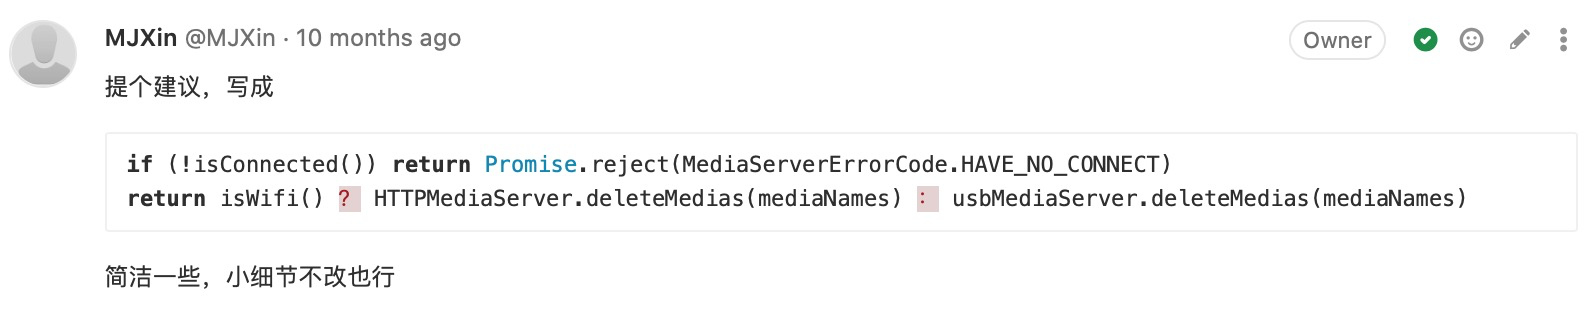 MJXin @MJXin · 10 months ago
Owner
提个建议，写成
if (!isConnected()) return Promise.reject(MediaServerErrorCode.HAVE_NO_CONNECT)
return isWifi() ？ HTTPMediaServer.deleteMedias(mediaNames) ： usbMediaServer.deleteMedias(mediaNames)
简洁一些，小细节不改也行